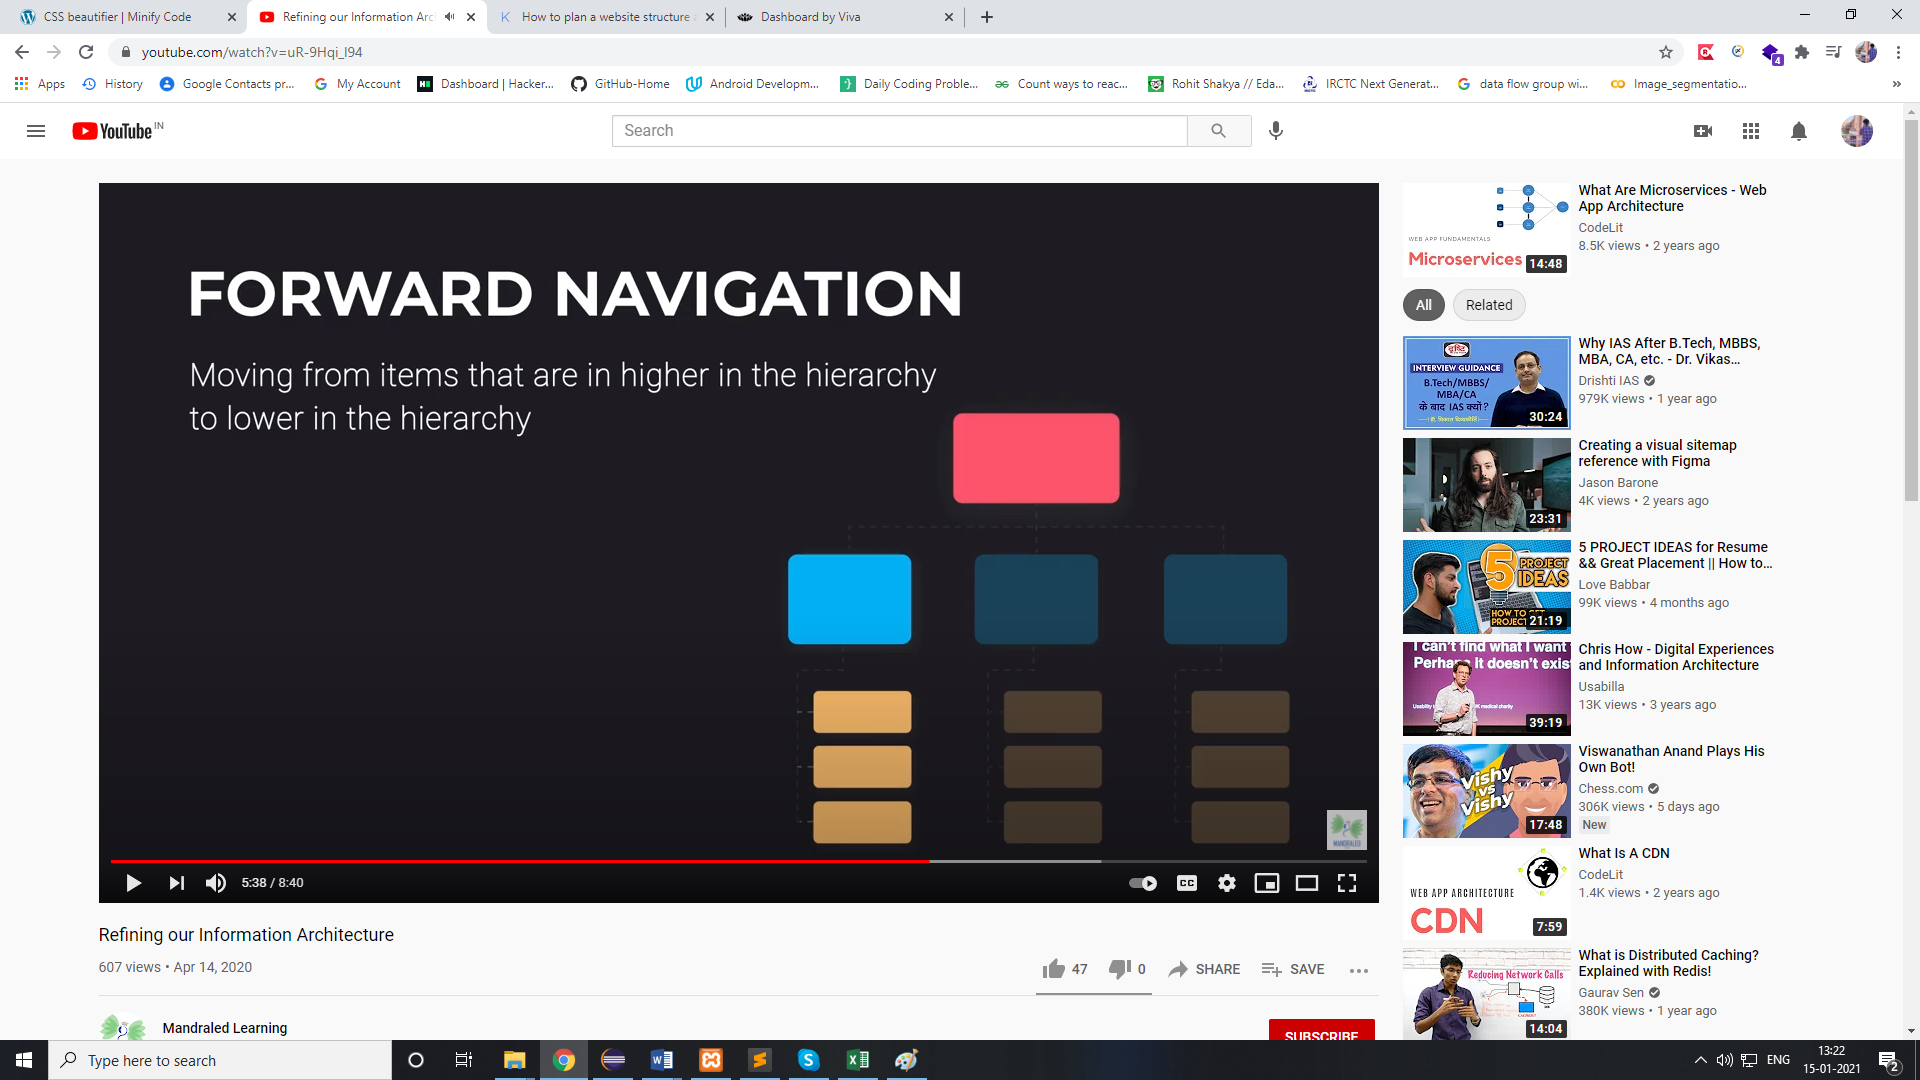 CSS beautifier | Minify Code
Refining our Information Arc
How to plan a website structure
Dashboard by Viva
youtube.com/watch?v=uR-9Hqi_I94
4
Apps
History
Google Contacts pr...
My Account
Dashboard | Hacker...
GitHub-Home
Android Developm...
Daily Coding Proble...
Count ways to reac...
Rohit Shakya // Eda...
IRCTC Next Generat...
data flow group wi...
Image_segmentatio...
YouTube IN
Search
FORWARD NAVIGATION
Moving from items that are in higher in the hierarchy
to lower in the hierarchy
MANDRALED
5:38 / 8:40
CC
Refining our Information Architecture
607 views • Apr 14, 2020
47
0
SHARE
SAVE
Mandraled Learning
SUBSCRIBE
WEB APP FUNDAMENTALS
Microservices
14:48
What Are Microservices - Web
App Architecture
CodeLit
8.5K views • 2 years ago
All
Related
INTERVIEW GUIDANCE
B.Tech/MBBS/
MBA/CA
के बाद IAS क्यों?
30:24
Why IAS After B.Tech, MBBS,
MBA, CA, etc. - Dr. Vikas...
Drishti IAS
979K views • 1 year ago
23:31
Creating a visual sitemap
reference with Figma
Jason Barone
4K views • 2 years ago
5 PROJECT
IDEAS
HOW TO GET
PROJECT
21:19
5 PROJECT IDEAS for Resume
&& Great Placement || How to...
Love Babbar
99K views • 4 months ago
I can't find what I want
Perhaps it doesn't exis
39:19
Chris How - Digital Experiences
and Information Architecture
Usabilla
13K views • 3 years ago
Vishy
vs
Vishy
17:48
Viswanathan Anand Plays His
Own Bot!
Chess.com
306K views • 5 days ago
New
WEB APP ARCHITECTURE
CDN
7:59
What Is A CDN
CodeLit
1.4K views • 2 years ago
Reducing Network Calls
14:04
What is Distributed Caching?
Explained with Redis!
Gaurav Sen
380K views • 1 year ago
Type here to search
ENG
13:22
15-01-2021
2